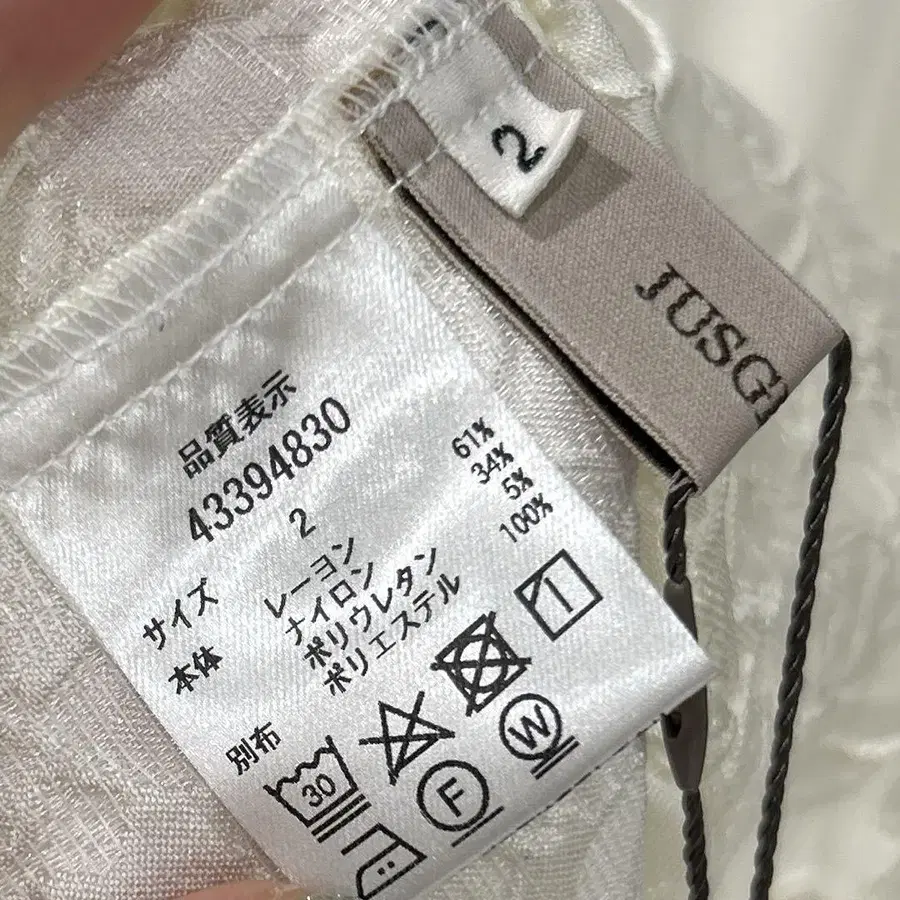 2
JUSG
品質表示
43394830
サイズ 2
本体 レーヨン 61%
ナイロン 34%
ポリウレタン 5%
別布 ポリエステル 100%
30
F
W